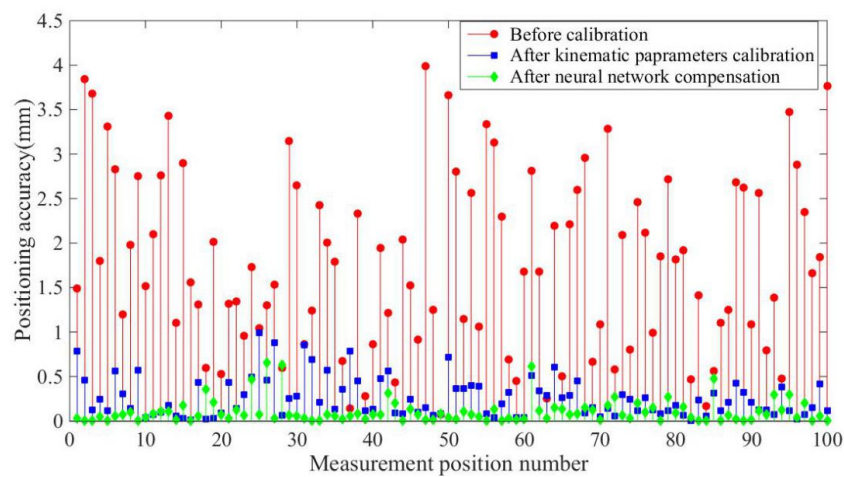 4.5
4
3.5
3
2.5
2
1.5
1
0.5
0
Positioning accuracy(mm)
Before calibration
After kinematic paprameters calibration
After neural network compensation
0 10 20 30 40 50 60 70 80 90 100
Measurement position number